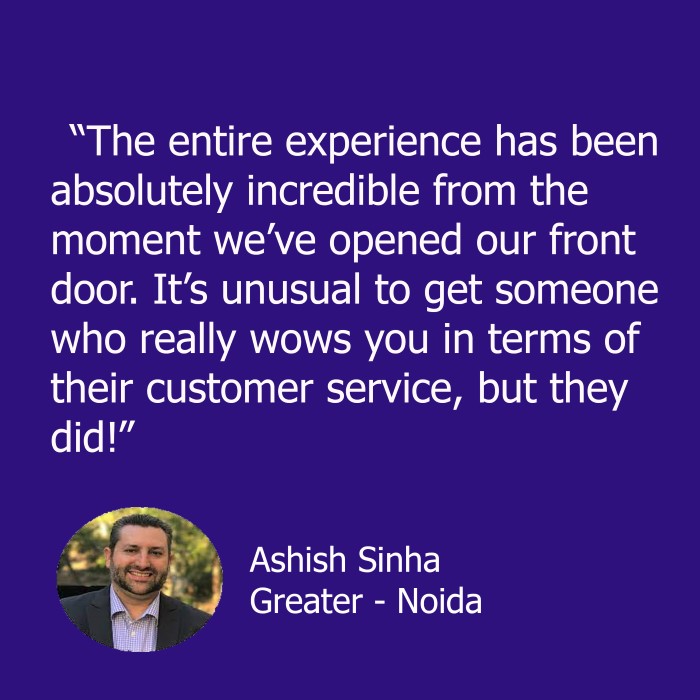 “The entire experience has been
absolutely incredible from the
moment we’ve opened our front
door. It’s unusual to get someone
who really wows you in terms of
their customer service, but they
did!”
Ashish Sinha
Greater - Noida